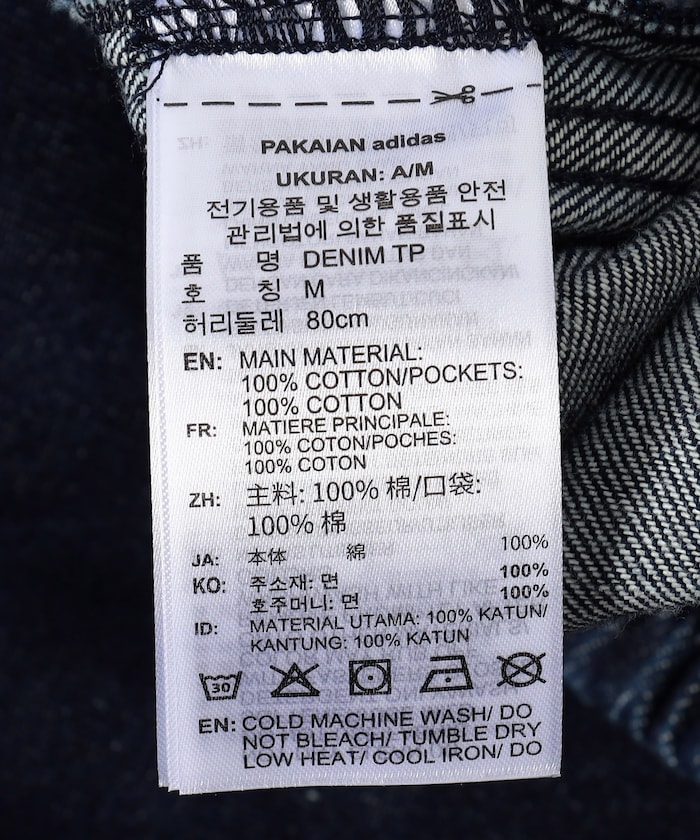 PAKAIAN adidas
UKURAN: A/M
전기용품 및 생활용품 안전
관리법에 의한 품질표시
품 명 DENIM TP
호 칭 M
허리둘레 80cm
EN: MAIN MATERIAL:
100% COTTON/POCKETS:
100% COTTON
FR: MATIERE PRINCIPALE:
100% COTON/POCHES:
100% COTON
ZH: 主料: 100% 棉/口袋:
100% 棉
JA: 本体 綿 100%
KO: 주소재: 면 100%
호주머니: 면 100%
ID: MATERIAL UTAMA: 100% KATUN/
KANTUNG: 100% KATUN
30
EN: COLD MACHINE WASH/ DO
NOT BLEACH/ TUMBLE DRY
LOW HEAT/ COOL IRON/ DO